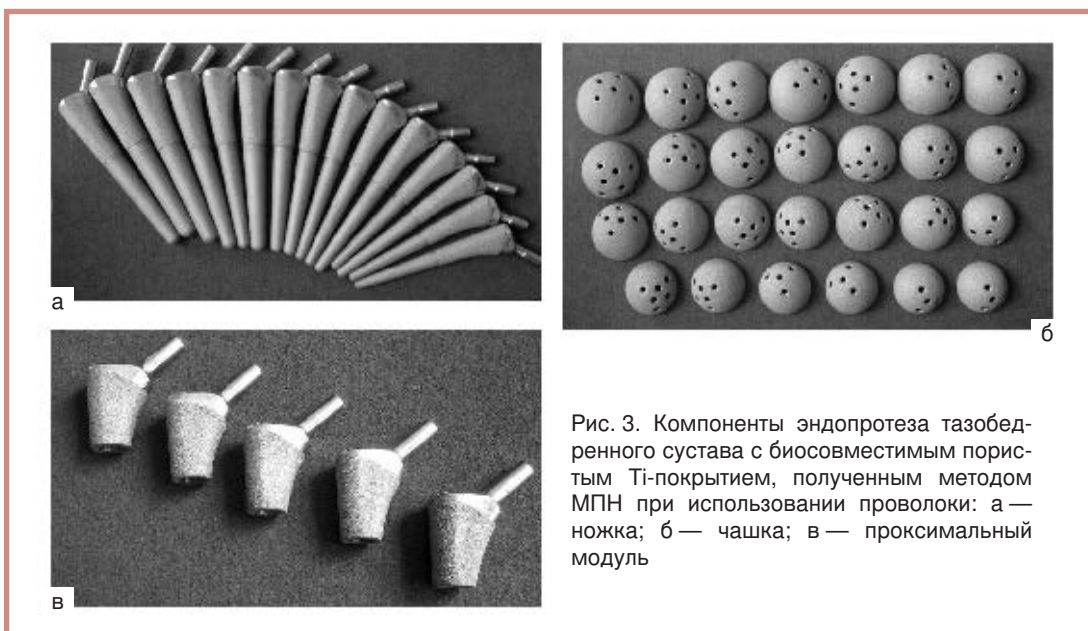 а
б
в
Рис. 3. Компоненты эндопротеза тазобед-
ренного сустава с биосовместимым порис-
тым Ti-покрытием, полученным методом
МПН при использовании проволоки: а —
ножка; б — чашка; в — проксимальный
модуль